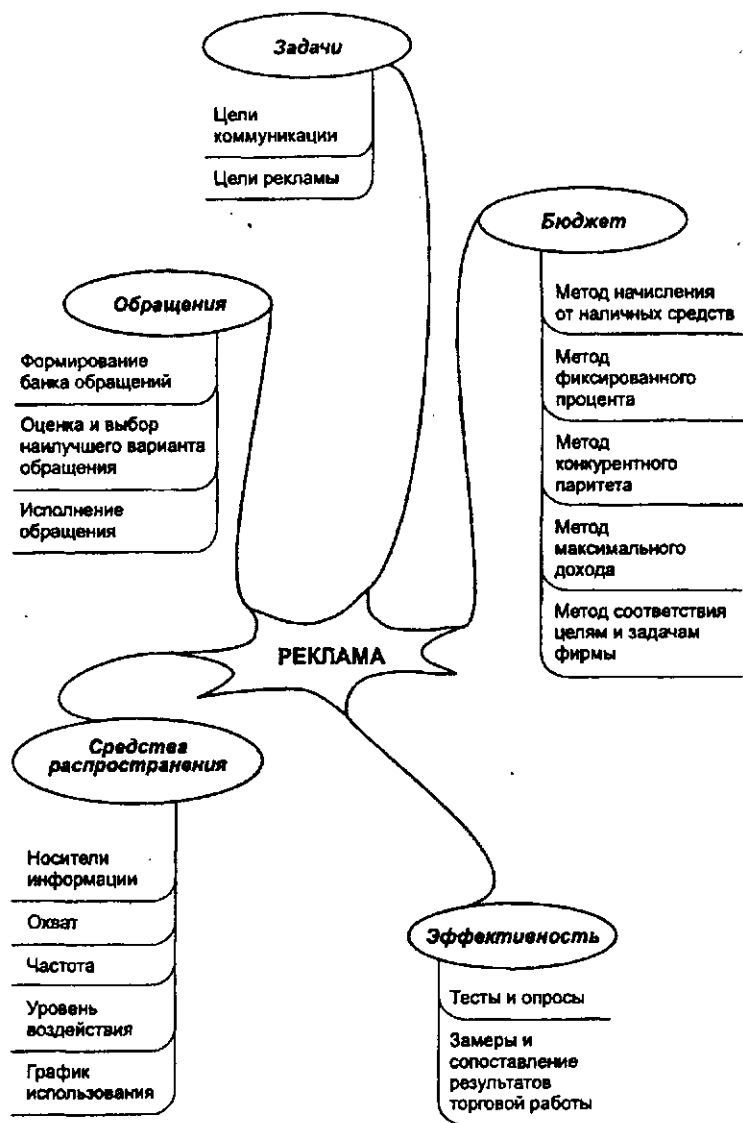 Задачи
Цели
коммуникации
Цели рекламы
Бюджет
Метод начисления
от наличных средств
Метод
фиксированного
процента
Метод
конкурентного
паритета
Метод
максимального
дохода
Метод соответствия
целям и задачам
фирмы
Обращения
Формирование
банка обращений
Оценка и выбор
наилучшего варианта
обращения
Исполнение
обращения
РЕКЛАМА
Средства
распространения
Носители
информации
Охват
Частота
Уровень
воздействия
График
использования
Эффективность
Тесты и опросы
Замеры и
сопоставление
результатов
торговой работы